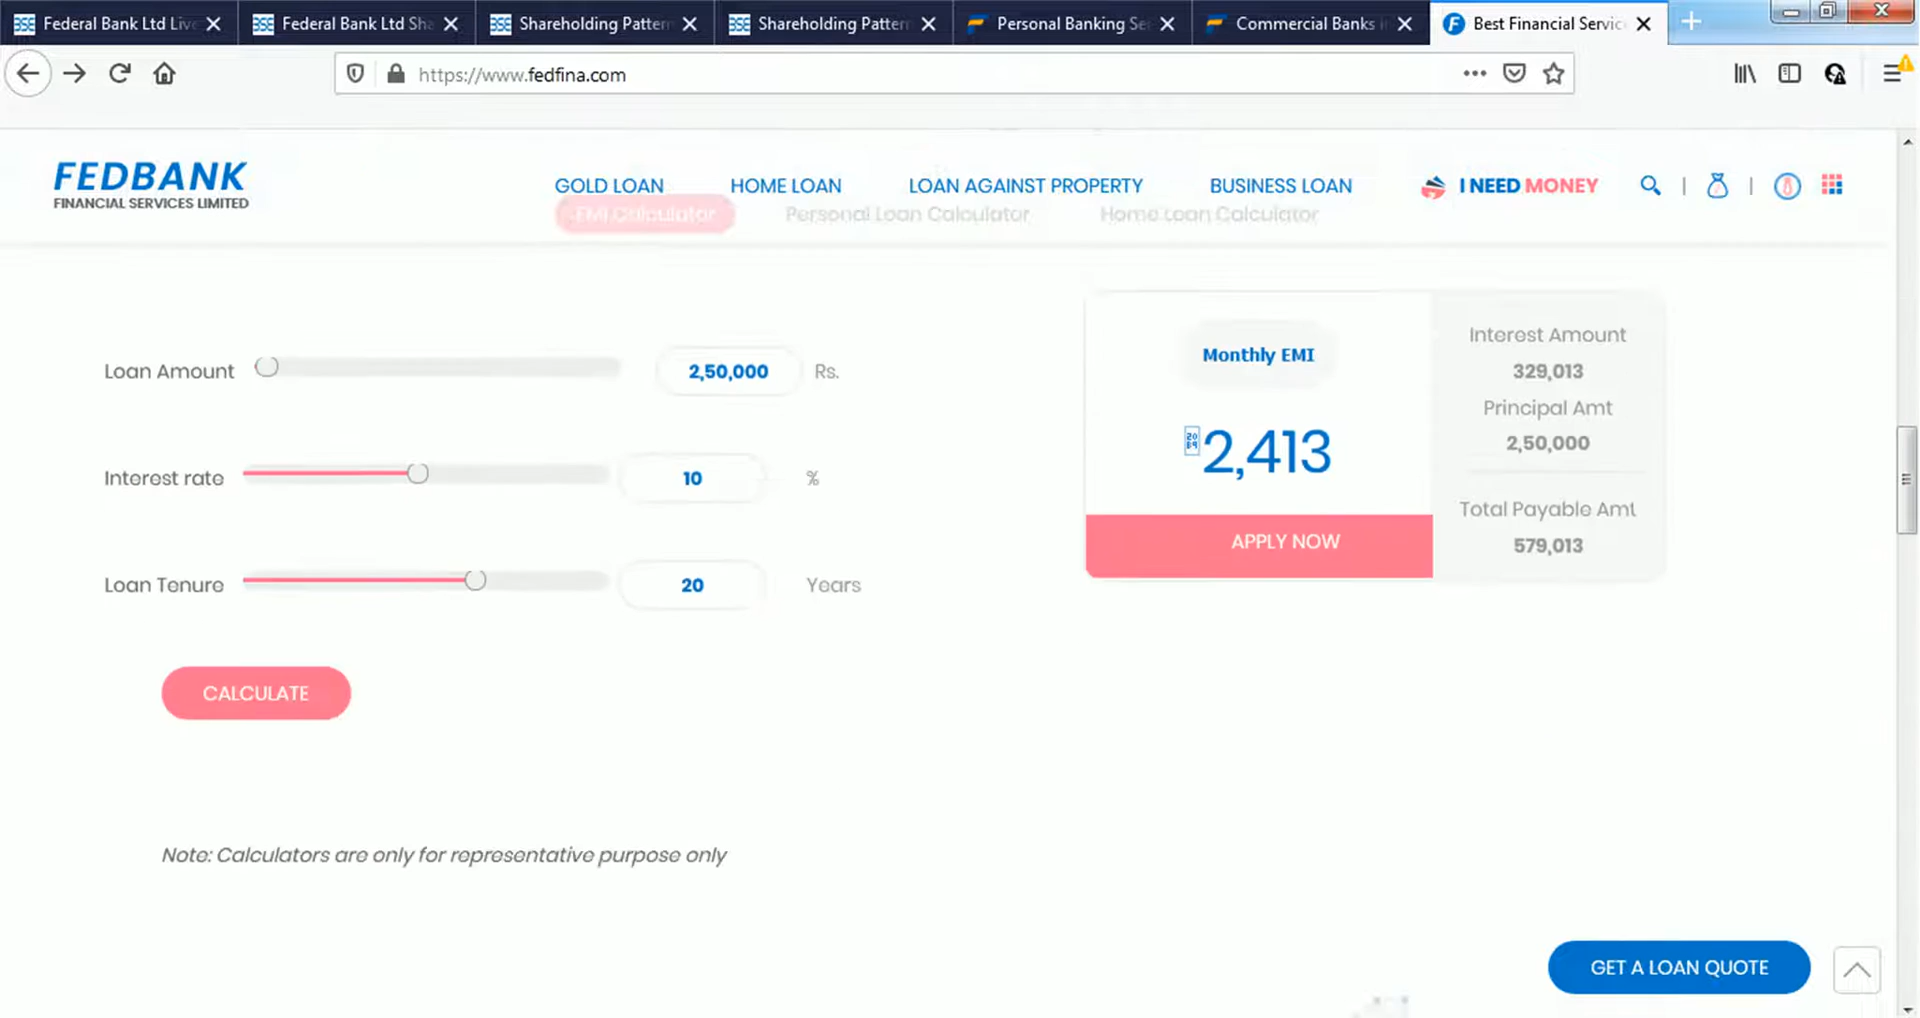 Federal Bank Ltd Live
Federal Bank Ltd Sha
Shareholding Pattern
Shareholding Pattern
Personal Banking Se
Commercial Banks i
Best Financial Servic
https://www.fedfina.com
FEDBANK
FINANCIAL SERVICES LIMITED
GOLD LOAN
HOME LOAN
LOAN AGAINST PROPERTY
BUSINESS LOAN
I NEED MONEY
EMI Calculator
Personal Loan Calculator
Home Loan Calculator
Loan Amount
2,50,000
Rs.
Interest rate
10
%
Loan Tenure
20
Years
CALCULATE
Monthly EMI
2,413
APPLY NOW
Interest Amount
329,013
Principal Amt
2,50,000
Total Payable Amt
579,013
Note: Calculators are only for representative purpose only
GET A LOAN QUOTE